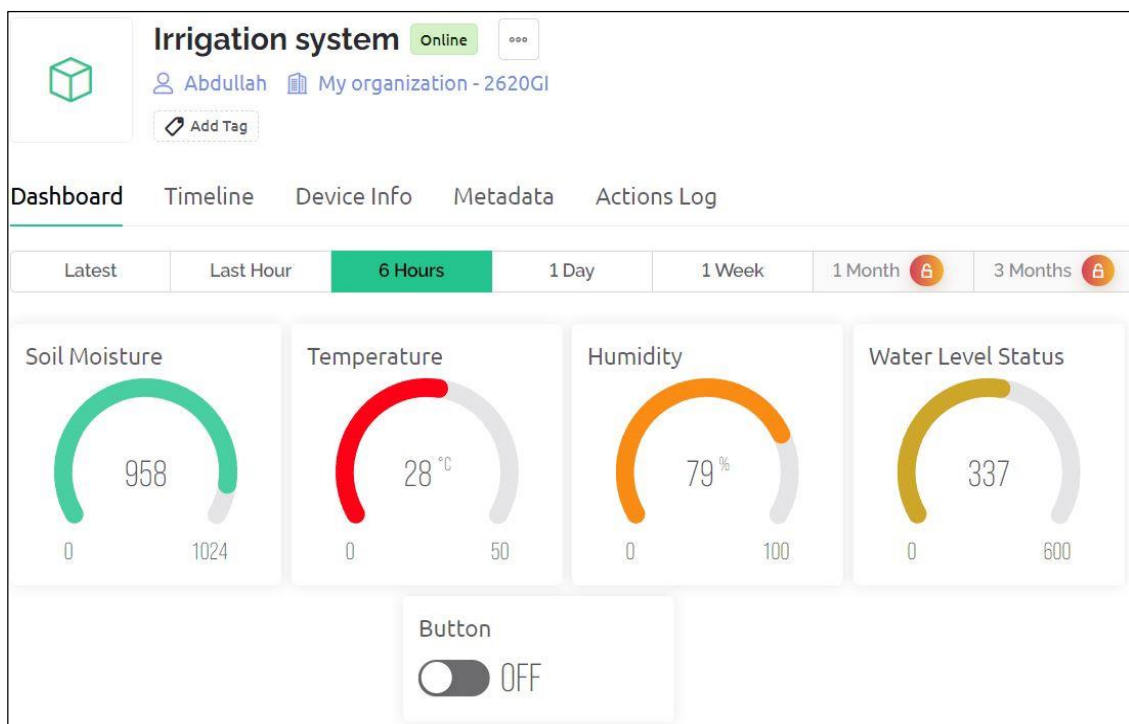 Irrigation system Online
Abdullah My organization - 2620GI
Add Tag
Dashboard Timeline Device Info Metadata Actions Log
Latest Last Hour 6 Hours 1 Day 1 Week 1 Month 3 Months
Soil Moisture Temperature Humidity Water Level Status
958 28 °C 79 % 337
0 1024 0 50 0 100 0 600
Button
OFF